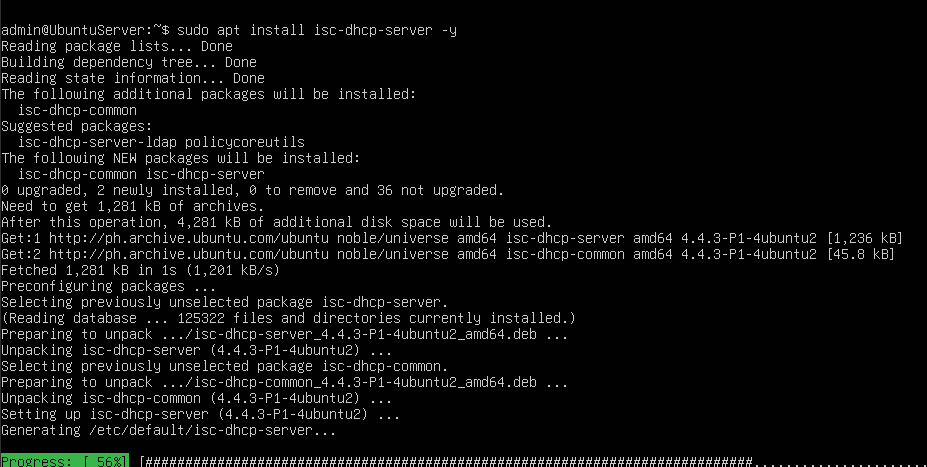 admin@UbuntuServer:~$ sudo apt install isc-dhcp-server -y
Reading package lists... Done
Building dependency tree... Done
Reading state information... Done
The following additional packages will be installed:
  isc-dhcp-common
Suggested packages:
  isc-dhcp-server-ldap policycoreutils
The following NEW packages will be installed:
  isc-dhcp-common isc-dhcp-server
0 upgraded, 2 newly installed, 0 to remove and 36 not upgraded.
Need to get 1,281 kB of archives.
After this operation, 4,281 kB of additional disk space will be used.
Get:1 http://ph.archive.ubuntu.com/ubuntu noble/universe amd64 isc-dhcp-server amd64 4.4.3-P1-4ubuntu2 [1,236 kB]
Get:2 http://ph.archive.ubuntu.com/ubuntu noble/universe amd64 isc-dhcp-common amd64 4.4.3-P1-4ubuntu2 [45.8 kB]
Fetched 1,281 kB in 1s (1,201 kB/s)
Preconfiguring packages ...
Selecting previously unselected package isc-dhcp-server.
(Reading database ... 125322 files and directories currently installed.)
Preparing to unpack .../isc-dhcp-server_4.4.3-P1-4ubuntu2_amd64.deb ...
Unpacking isc-dhcp-server (4.4.3-P1-4ubuntu2) ...
Selecting previously unselected package isc-dhcp-common.
Preparing to unpack .../isc-dhcp-common_4.4.3-P1-4ubuntu2_amd64.deb ...
Unpacking isc-dhcp-common (4.4.3-P1-4ubuntu2) ...
Setting up isc-dhcp-server (4.4.3-P1-4ubuntu2) ...
Generating /etc/default/isc-dhcp-server...
Progress: [ 56%] [############################################################################......................